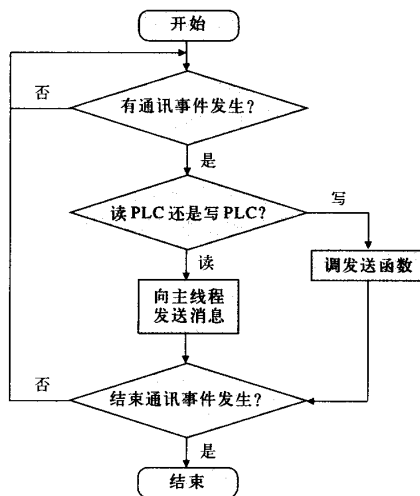 开始
否
有通讯事件发生?
是
写
读PLC还是写PLC?
调发送函数
读
向主线程
发送消息
否
结束通讯事件发生?
是
结束